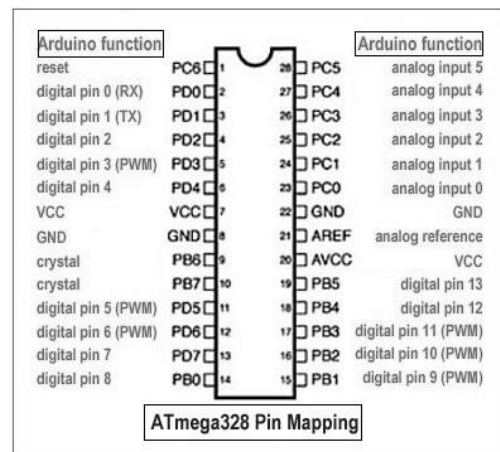 Arduino function Arduino function
reset PC6 1 28 PC5 analog input 5
digital pin 0 (RX) PD0 2 27 PC4 analog input 4
digital pin 1 (TX) PD1 3 26 PC3 analog input 3
digital pin 2 PD2 4 25 PC2 analog input 2
digital pin 3 (PWM) PD3 5 24 PC1 analog input 1
digital pin 4 PD4 6 23 PC0 analog input 0
VCC VCC 7 22 GND GND
GND GND 8 21 AREF analog reference
crystal PB6 9 20 AVCC VCC
crystal PB7 10 19 PB5 digital pin 13
digital pin 5 (PWM) PD5 11 18 PB4 digital pin 12
digital pin 6 (PWM) PD6 12 17 PB3 digital pin 11 (PWM)
digital pin 7 PD7 13 16 PB2 digital pin 10 (PWM)
digital pin 8 PB0 14 15 PB1 digital pin 9 (PWM)
ATmega328 Pin Mapping